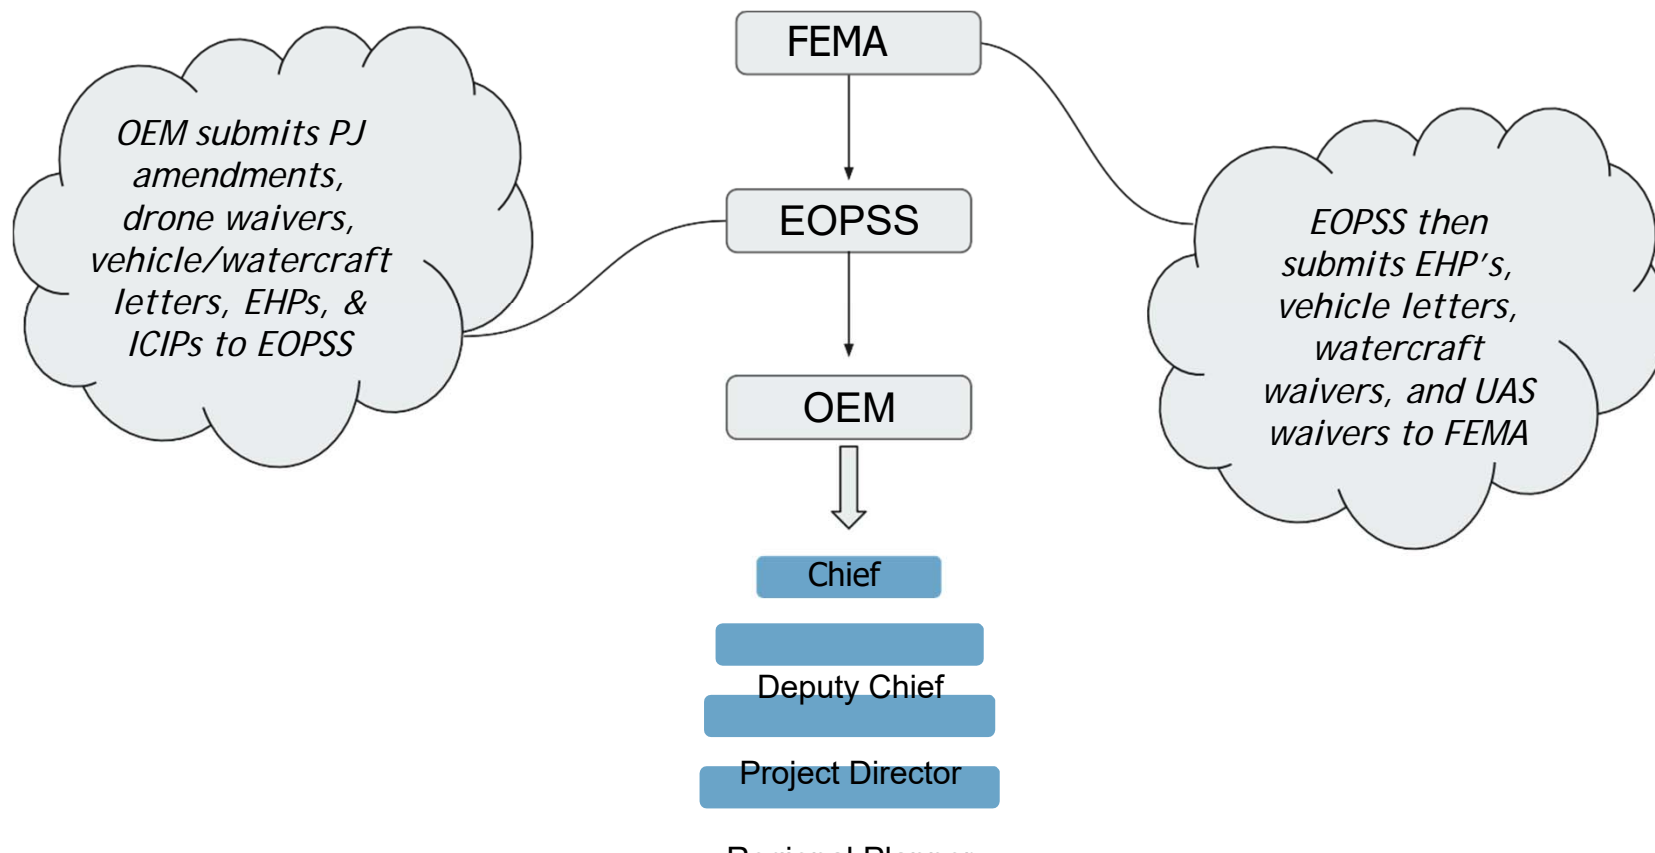 FEMA
OEM submits PJ
amendments,
drone waivers,
vehicle/watercraft
letters, EHPs, &
ICIPs to EOPSS
EOPSS
EOPSS then
submits EHP's,
vehicle letters,
watercraft
waivers, and UAS
waivers to FEMA
OEM
Chief
Deputy Chief
Project Director